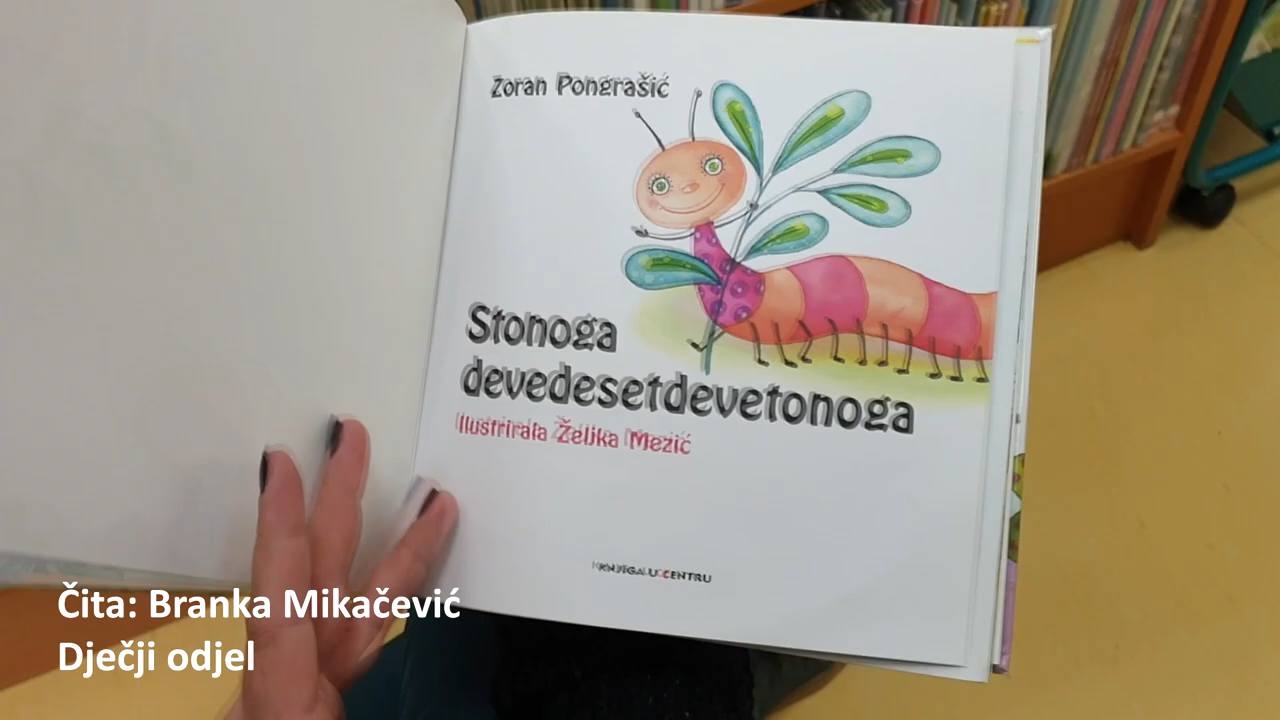 Zoran Pongrašić
Stonoga
devedesetdevetonoga
Ilustrirala Željka Mezić
KNJIGA U CENTRU
Čita: Branka Mikačević
Dječji odjel